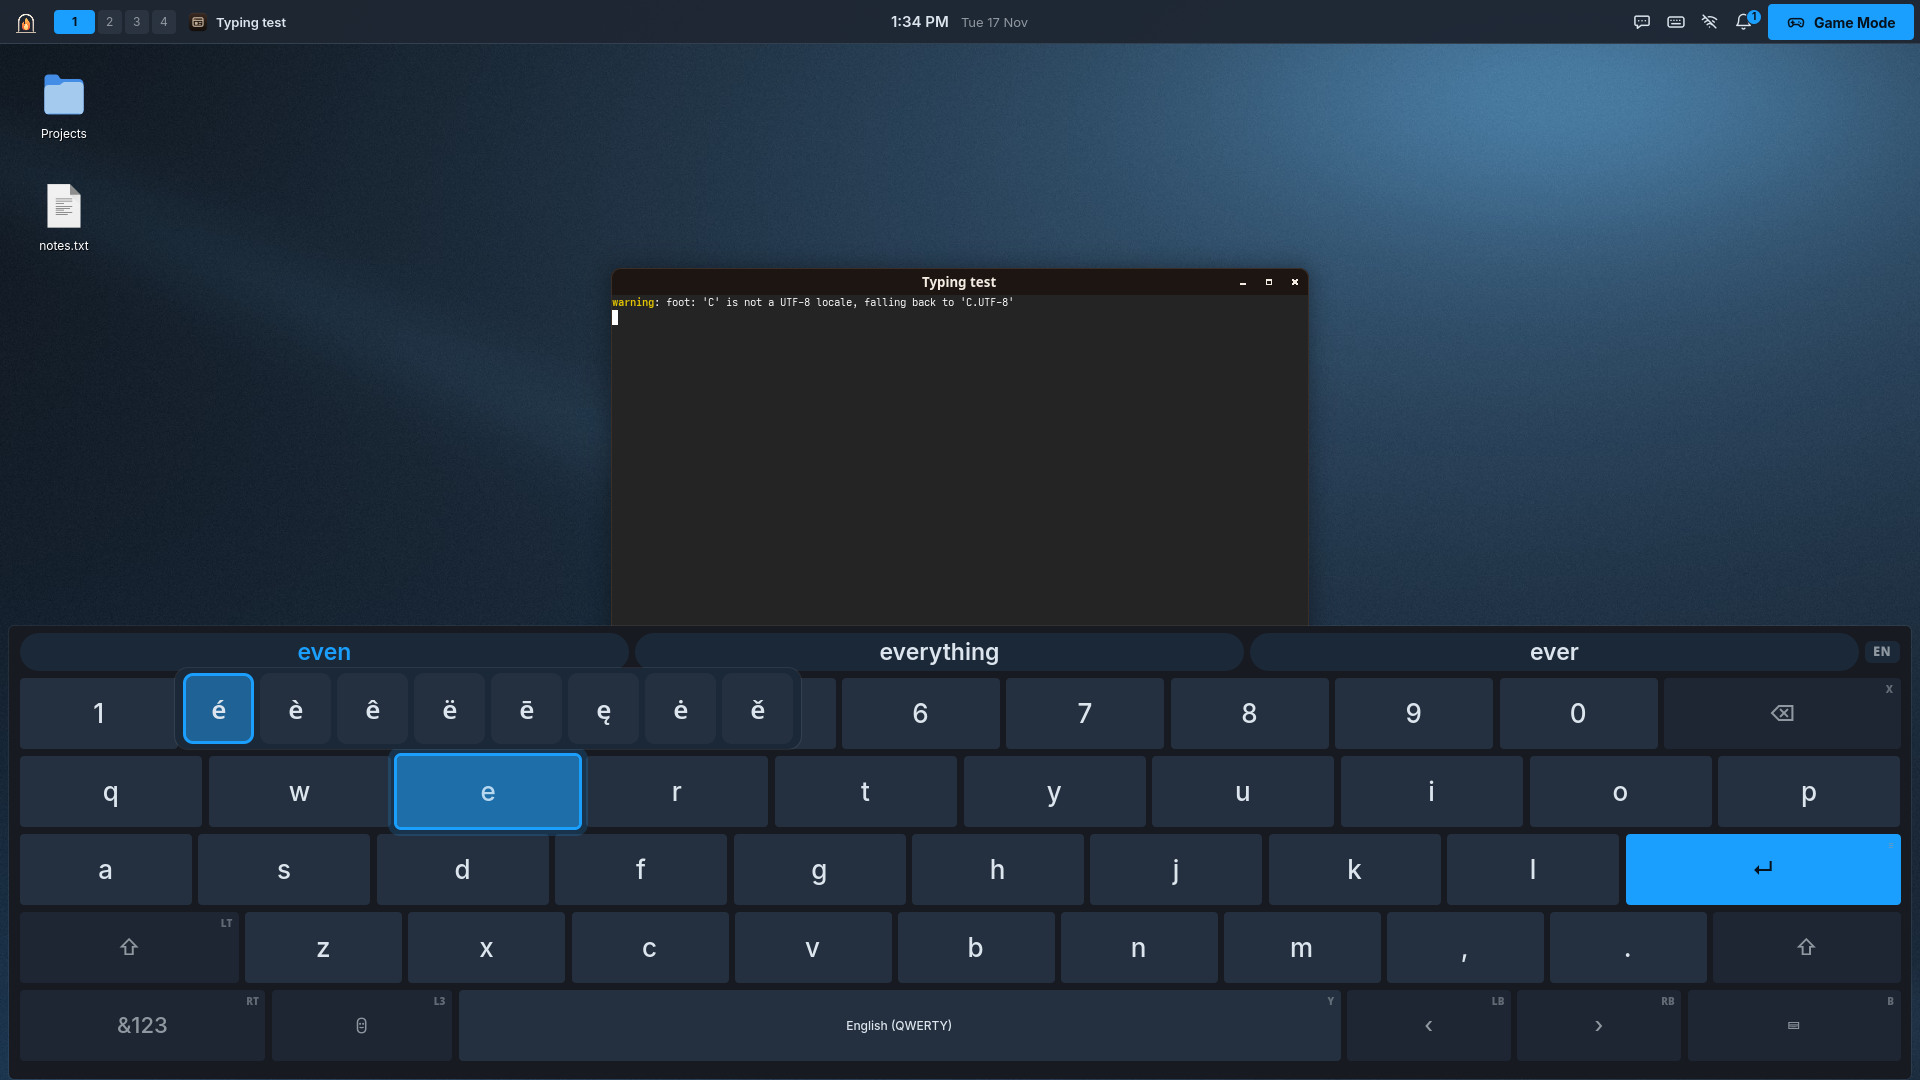 1 2 3 4 Typing test 1:34 PM Tue 17 Nov 1 Game Mode
Projects
notes.txt
Typing test
warning: foot: 'C' is not a UTF-8 locale, falling back to 'C.UTF-8'
even everything ever EN
é è ê ë ē ę ė ě
1 6 7 8 9 0 X
q w e r t y u i o p
a s d f g h j k l
LT z x c v b n m , .
&123 RT L3 English (QWERTY) Y ‹ LB › RB B